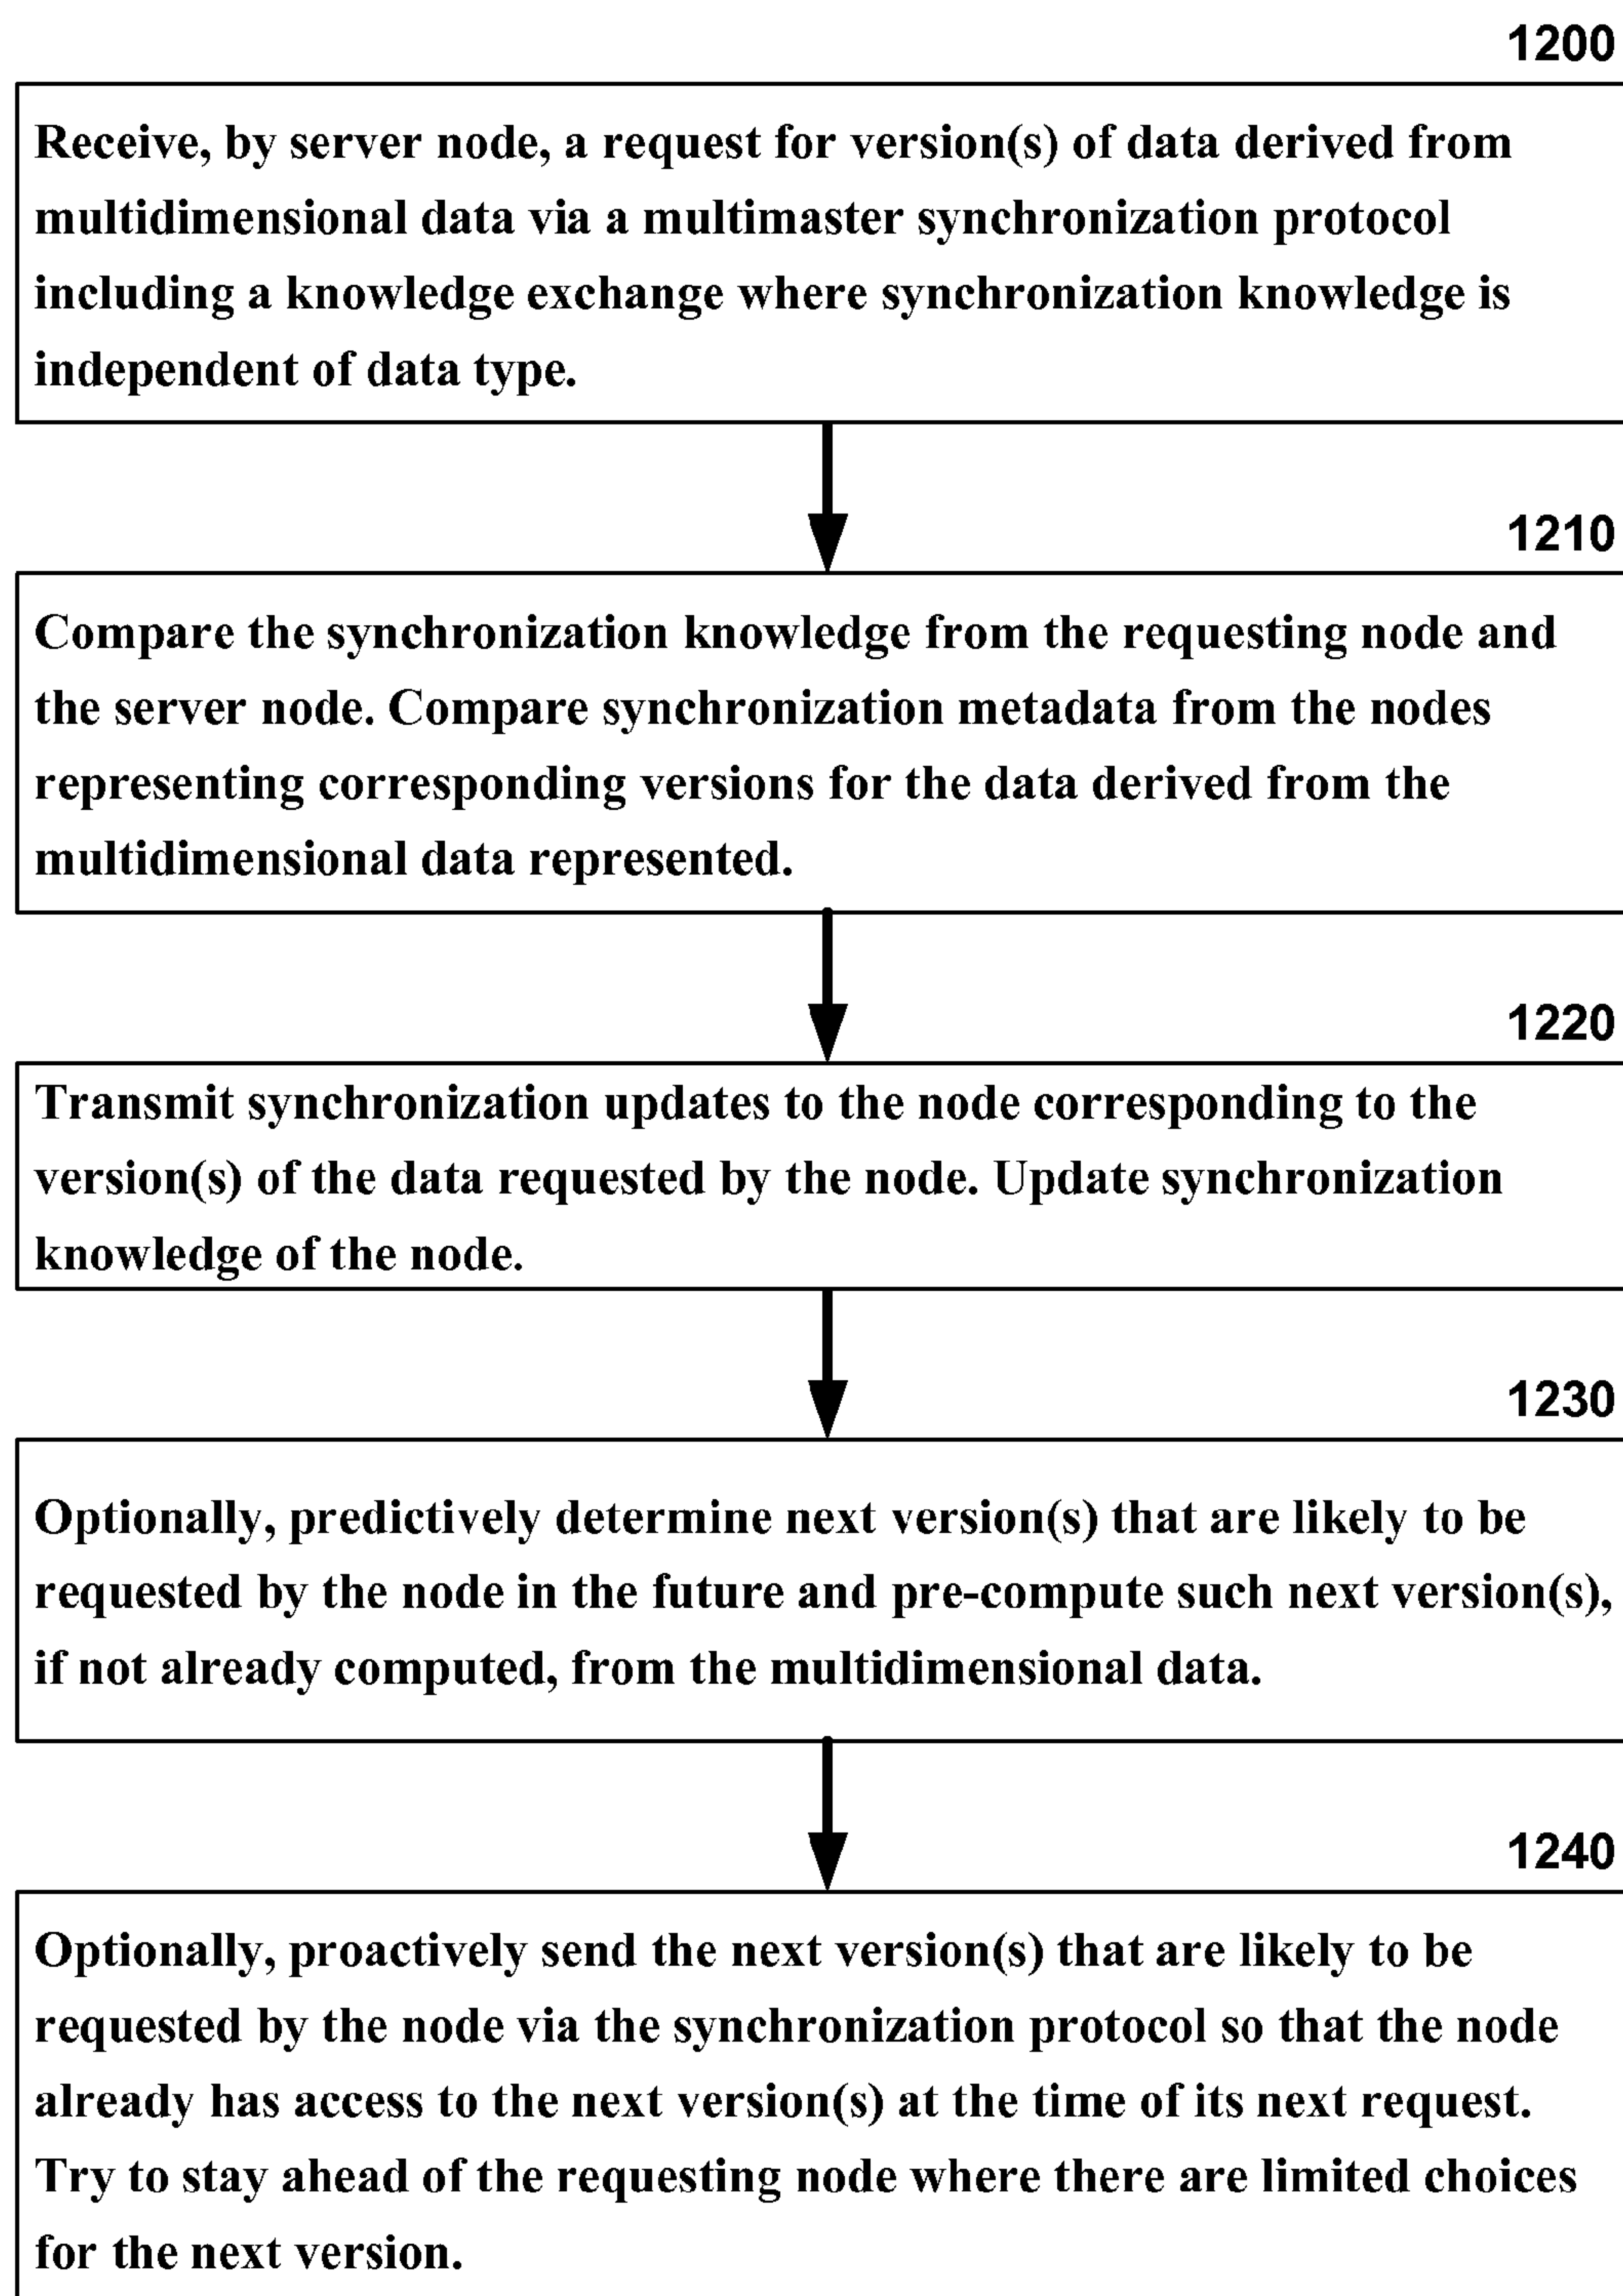 1200
Receive, by server node, a request for version(s) of data derived from
multidimensional data via a multimaster synchronization protocol
including a knowledge exchange where synchronization knowledge is
independent of data type.
1210
Compare the synchronization knowledge from the requesting node and
the server node. Compare synchronization metadata from the nodes
representing corresponding versions for the data derived from the
multidimensional data represented.
1220
Transmit synchronization updates to the node corresponding to the
version(s) of the data requested by the node. Update synchronization
knowledge of the node.
1230
Optionally, predictively determine next version(s) that are likely to be
requested by the node in the future and pre-compute such next version(s),
if not already computed, from the multidimensional data.
1240
Optionally, proactively send the next version(s) that are likely to be
requested by the node via the synchronization protocol so that the node
already has access to the next version(s) at the time of its next request.
Try to stay ahead of the requesting node where there are limited choices
for the next version.